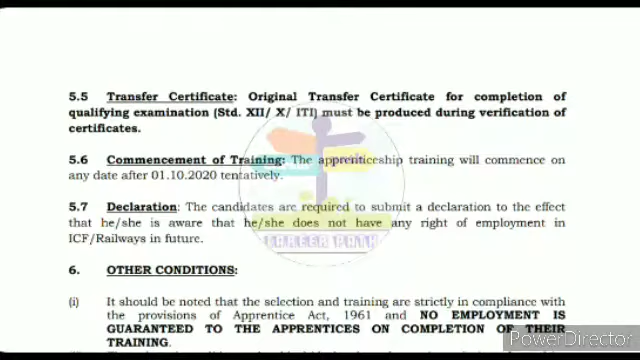 5.5 Transfer Certificate: Original Transfer Certificate for completion of
qualifying examination (Std. XII/ X/ ITI) must be produced during verification of
certificates.
5.6 Commencement of Training: The apprenticeship training will commence on
any date after 01.10.2020 tentatively.
5.7 Declaration: The candidates are required to submit a declaration to the effect
that he/she is aware that he/she does not have any right of employment in
ICF/Railways in future.
CAREER PATH
6. OTHER CONDITIONS:
(i) It should be noted that the selection and training are strictly in compliance with
the provisions of Apprentice Act, 1961 and NO EMPLOYMENT IS
GUARANTEED TO THE APPRENTICES ON COMPLETION OF THEIR
TRAINING.
PowerDirector